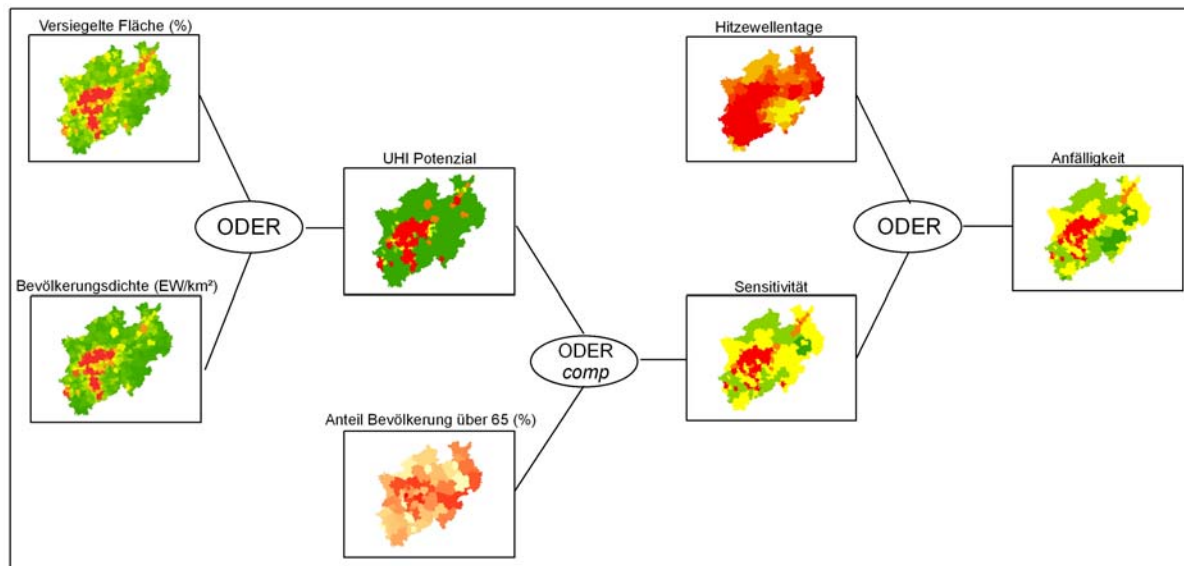 Versiegelte Fläche (%)
Hitzewellentage
UHI Potenzial
Anfälligkeit
ODER
ODER
Bevölkerungsdichte (EW/km²)
Sensitivität
ODER
comp
Anteil Bevölkerung über 65 (%)